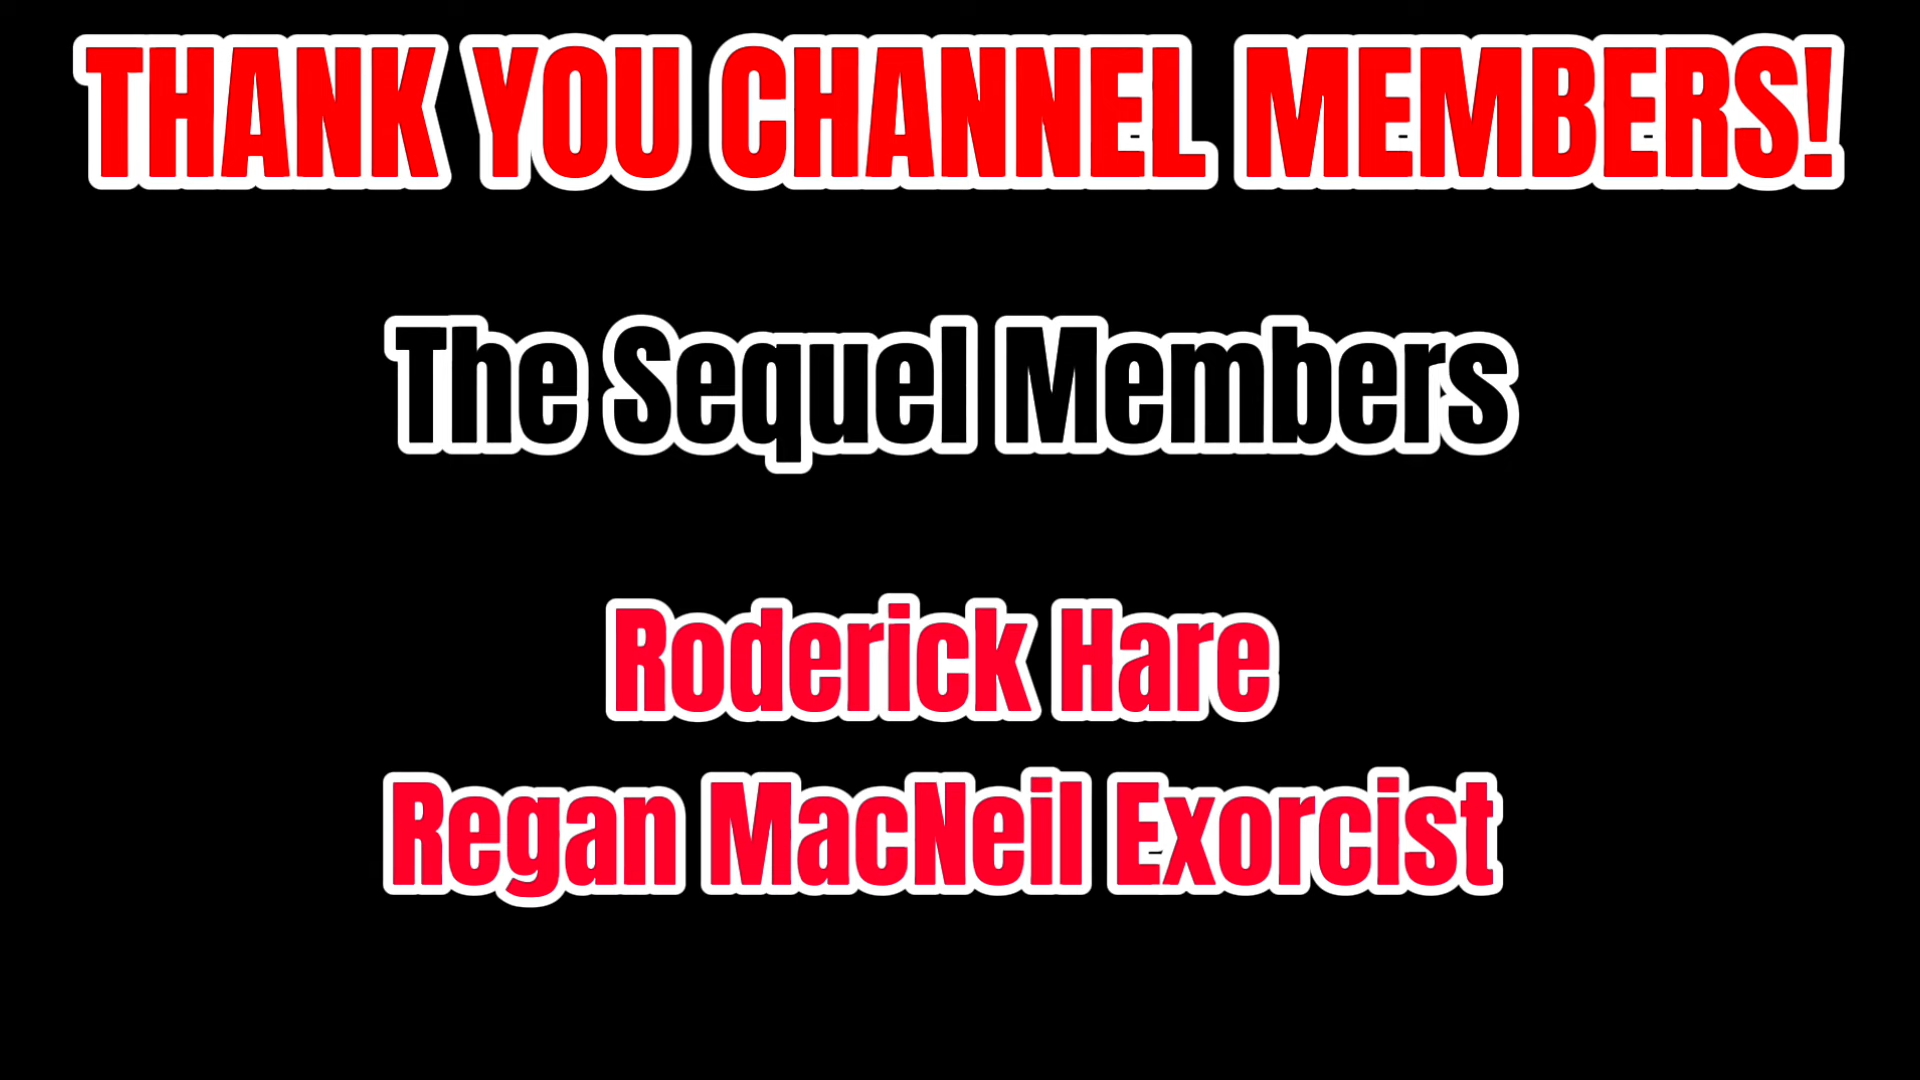 THANK YOU CHANNEL MEMBERS!
The Sequel Members
Roderick Hare
Regan MacNeil Exorcist